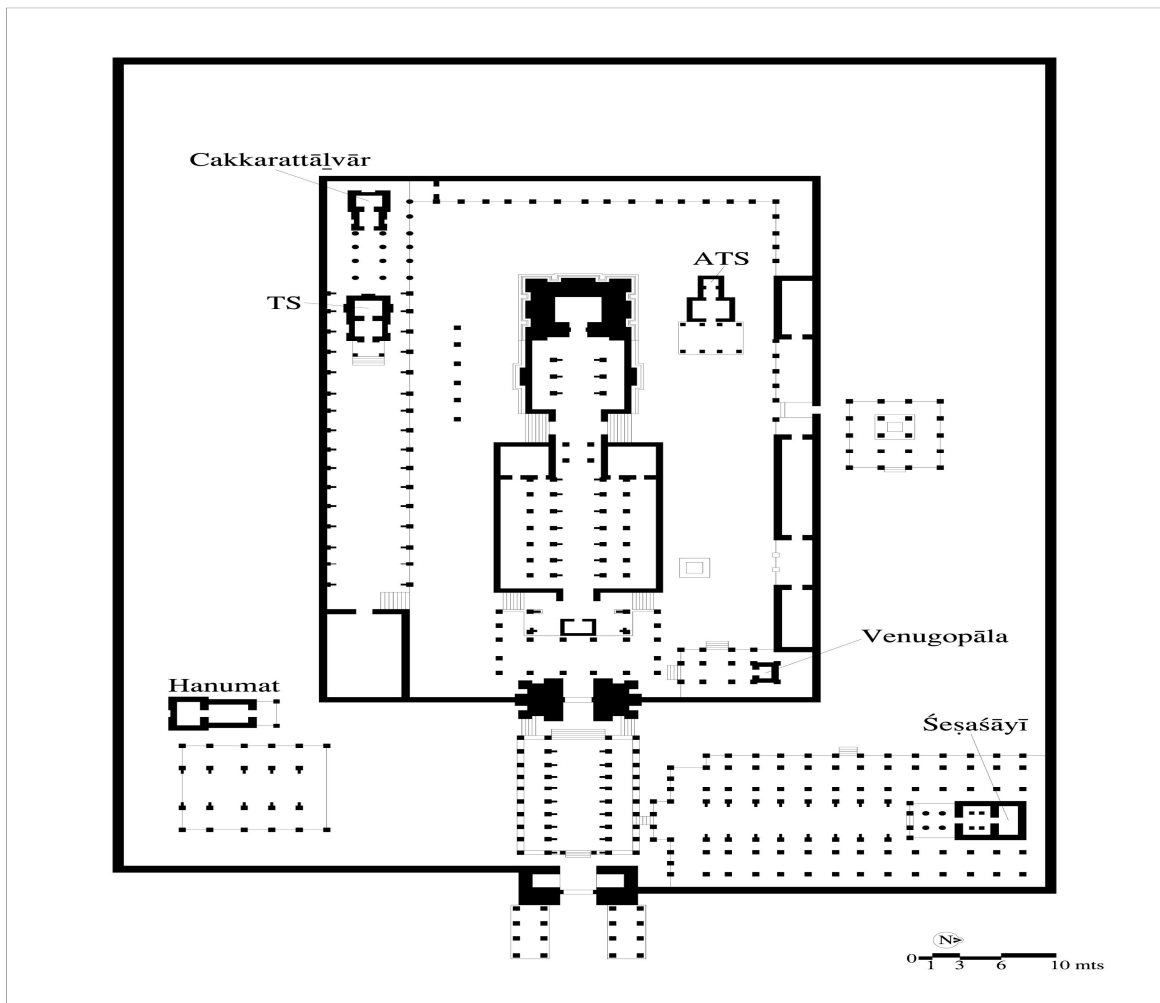 Cakkarattāḻvār
ATS
TS
Venugopāla
Hanumat
Śeṣaśāyī
N
0 1 3 6 10 mts